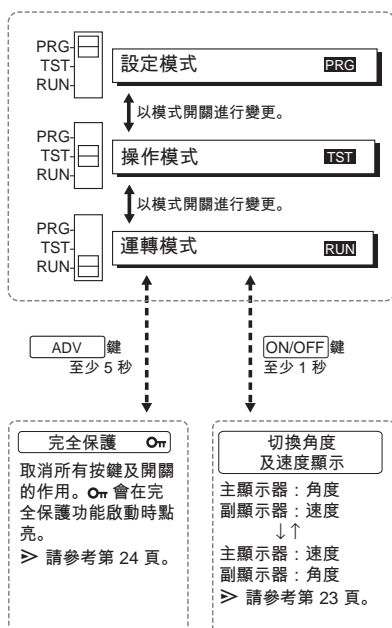 PRG
TST
RUN
設定模式 PRG
以模式開關進行變更。
PRG
TST
RUN
操作模式 TST
以模式開關進行變更。
PRG
TST
RUN
運轉模式 RUN
ADV 鍵
至少 5 秒
ON/OFF 鍵
至少 1 秒
完全保護
取消所有按鍵及開關
的作用。 會在完
全保護功能啟動時點
亮。
請參考第 24 頁。
切換角度
及速度顯示
主顯示器：角度
副顯示器：速度
↓↑
主顯示器：速度
副顯示器：角度
請參考第 23 頁。